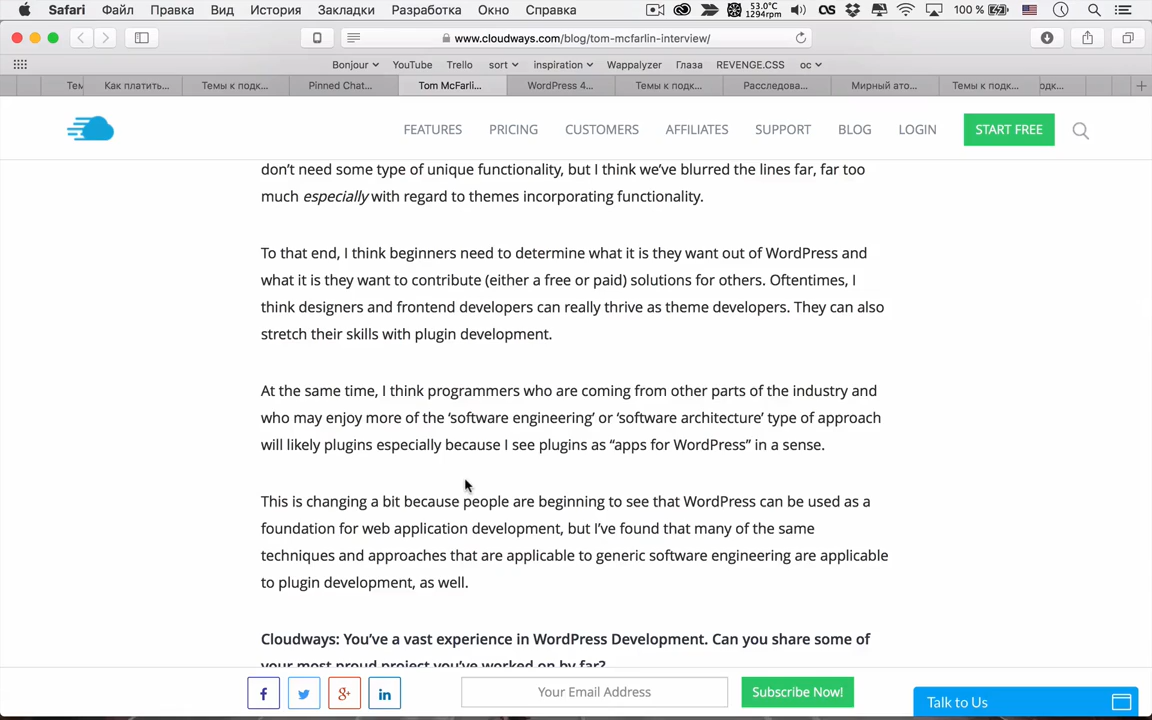 Safari Файл Правка Вид История Закладки Разработка Окно Справка 53.0°C 1294rpm 100 %
www.cloudways.com/blog/tom-mcfarlin-interview/
Bonjour YouTube Trello sort inspiration Wappalyzer Глаза REVENGE.CSS ос
Тем Как платить... Темы к подк... Pinned Chat... Tom McFarli... WordPress 4... Темы к подк... Расследова... Мирный ато... Темы к подк... одк...
FEATURES PRICING CUSTOMERS AFFILIATES SUPPORT BLOG LOGIN START FREE
don’t need some type of unique functionality, but I think we’ve blurred the lines far, far too
much especially with regard to themes incorporating functionality.
To that end, I think beginners need to determine what it is they want out of WordPress and
what it is they want to contribute (either a free or paid) solutions for others. Oftentimes, I
think designers and frontend developers can really thrive as theme developers. They can also
stretch their skills with plugin development.
At the same time, I think programmers who are coming from other parts of the industry and
who may enjoy more of the ‘software engineering’ or ‘software architecture’ type of approach
will likely plugins especially because I see plugins as “apps for WordPress” in a sense.
This is changing a bit because people are beginning to see that WordPress can be used as a
foundation for web application development, but I’ve found that many of the same
techniques and approaches that are applicable to generic software engineering are applicable
to plugin development, as well.
Cloudways: You’ve a vast experience in WordPress Development. Can you share some of
your most proud project you’ve worked on by far?
Your Email Address Subscribe Now!
Talk to Us